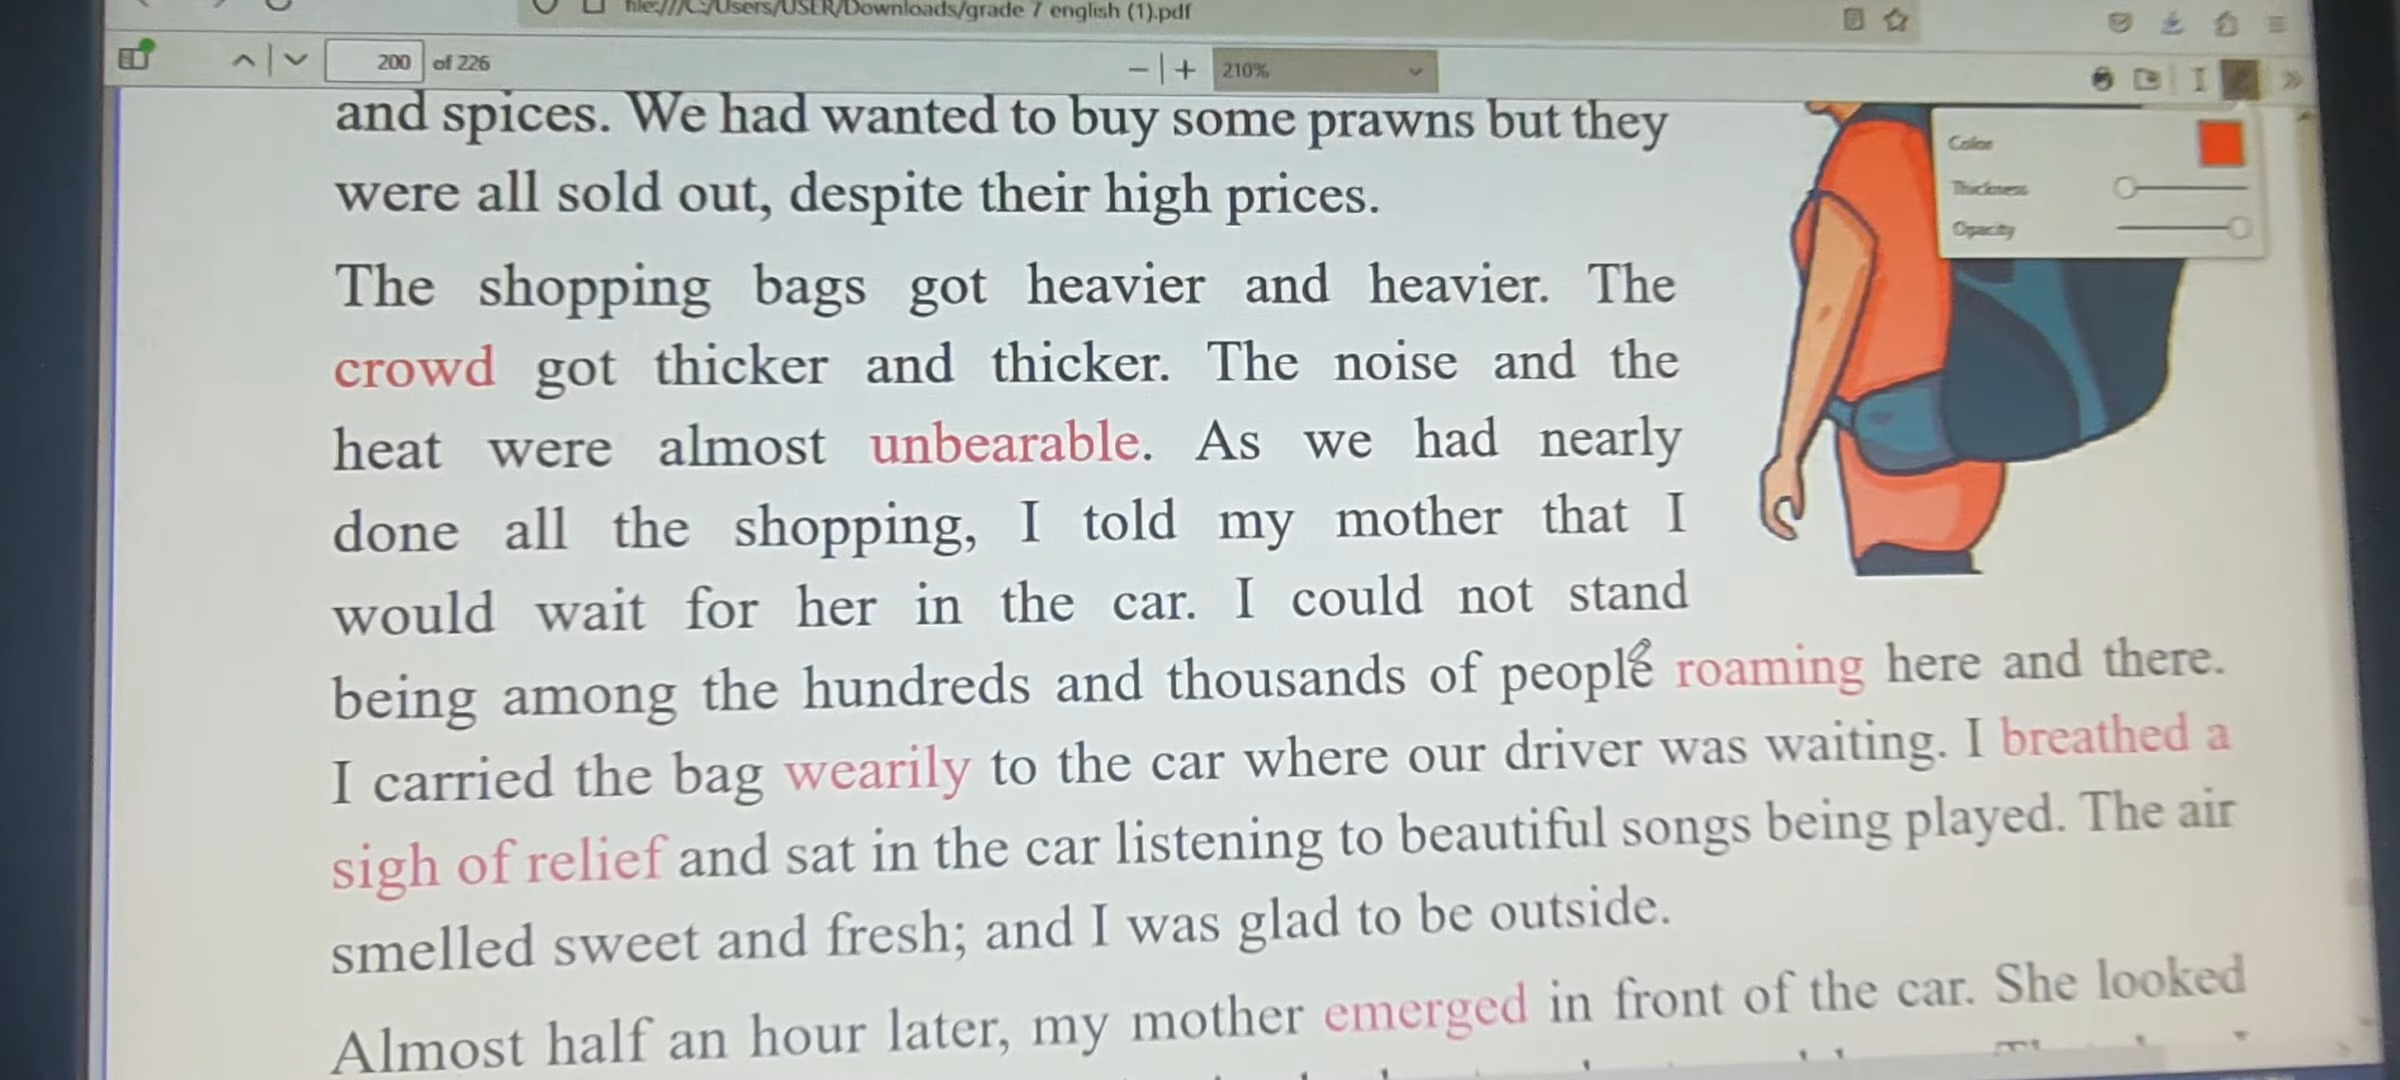 file:///C:/Users/USER/Downloads/grade 7 english (1).pdf
200 of 226
210%
Color
Thickness
Opacity
and spices. We had wanted to buy some prawns but they
were all sold out, despite their high prices.
The shopping bags got heavier and heavier. The
crowd got thicker and thicker. The noise and the
heat were almost unbearable. As we had nearly
done all the shopping, I told my mother that I
would wait for her in the car. I could not stand
being among the hundreds and thousands of people roaming here and there.
I carried the bag wearily to the car where our driver was waiting. I breathed a
sigh of relief and sat in the car listening to beautiful songs being played. The air
smelled sweet and fresh; and I was glad to be outside.
Almost half an hour later, my mother emerged in front of the car. She looked